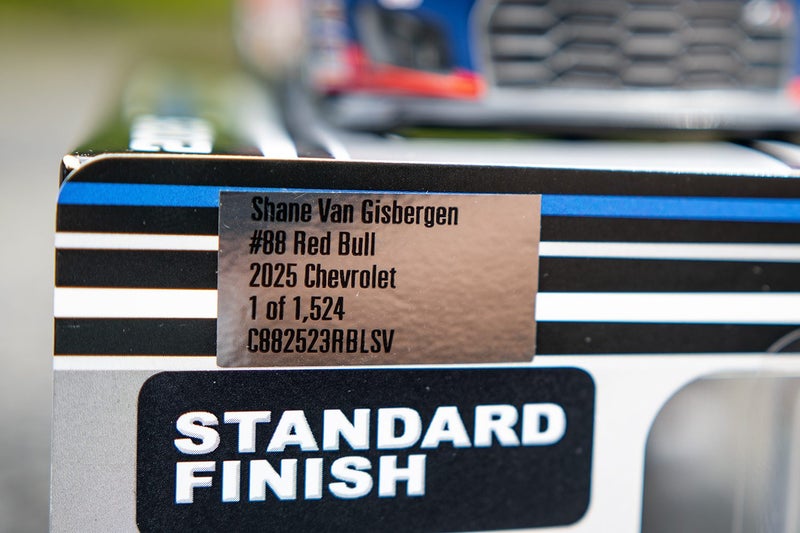 Shane Van Gisbergen
#88 Red Bull
2025 Chevrolet
1 of 1,524
C882523RBLSV
STANDARD
FINISH